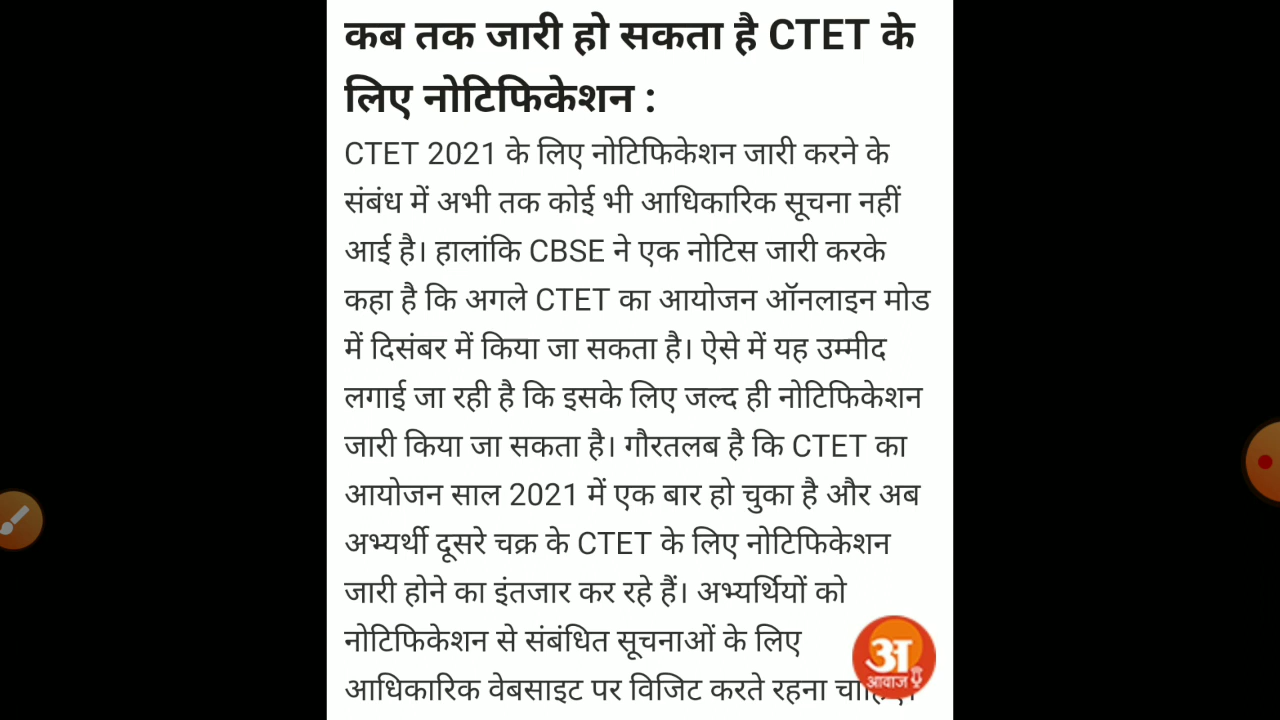 कब तक जारी हो सकता है CTET के
लिए नोटिफिकेशन :
CTET 2021 के लिए नोटिफिकेशन जारी करने के
संबंध में अभी तक कोई भी आधिकारिक सूचना नहीं
आई है। हालांकि CBSE ने एक नोटिस जारी करके
कहा है कि अगले CTET का आयोजन ऑनलाइन मोड
में दिसंबर में किया जा सकता है। ऐसे में यह उम्मीद
लगाई जा रही है कि इसके लिए जल्द ही नोटिफिकेशन
जारी किया जा सकता है। गौरतलब है कि CTET का
आयोजन साल 2021 में एक बार हो चुका है और अब
अभ्यर्थी दूसरे चक्र के CTET के लिए नोटिफिकेशन
जारी होने का इंतजार कर रहे हैं। अभ्यर्थियों को
नोटिफिकेशन से संबंधित सूचनाओं के लिए
आधिकारिक वेबसाइट पर विजिट करते रहना
अ
आवाज